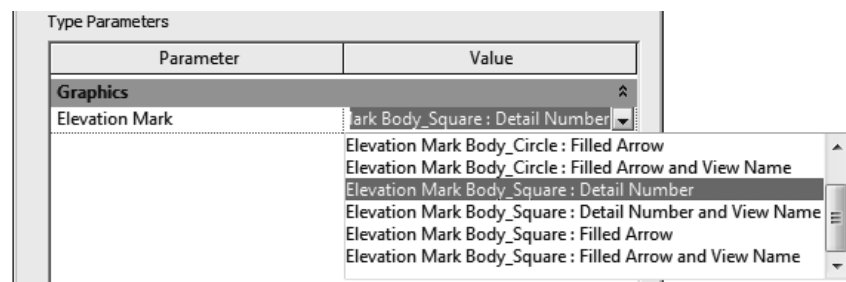 Type Parameters
Parameter Value
Graphics
Elevation Mark Mark Body_Square : Detail Number
Elevation Mark Body_Circle : Filled Arrow
Elevation Mark Body_Circle : Filled Arrow and View Name
Elevation Mark Body_Square : Detail Number
Elevation Mark Body_Square : Detail Number and View Name
Elevation Mark Body_Square : Filled Arrow
Elevation Mark Body_Square : Filled Arrow and View Name